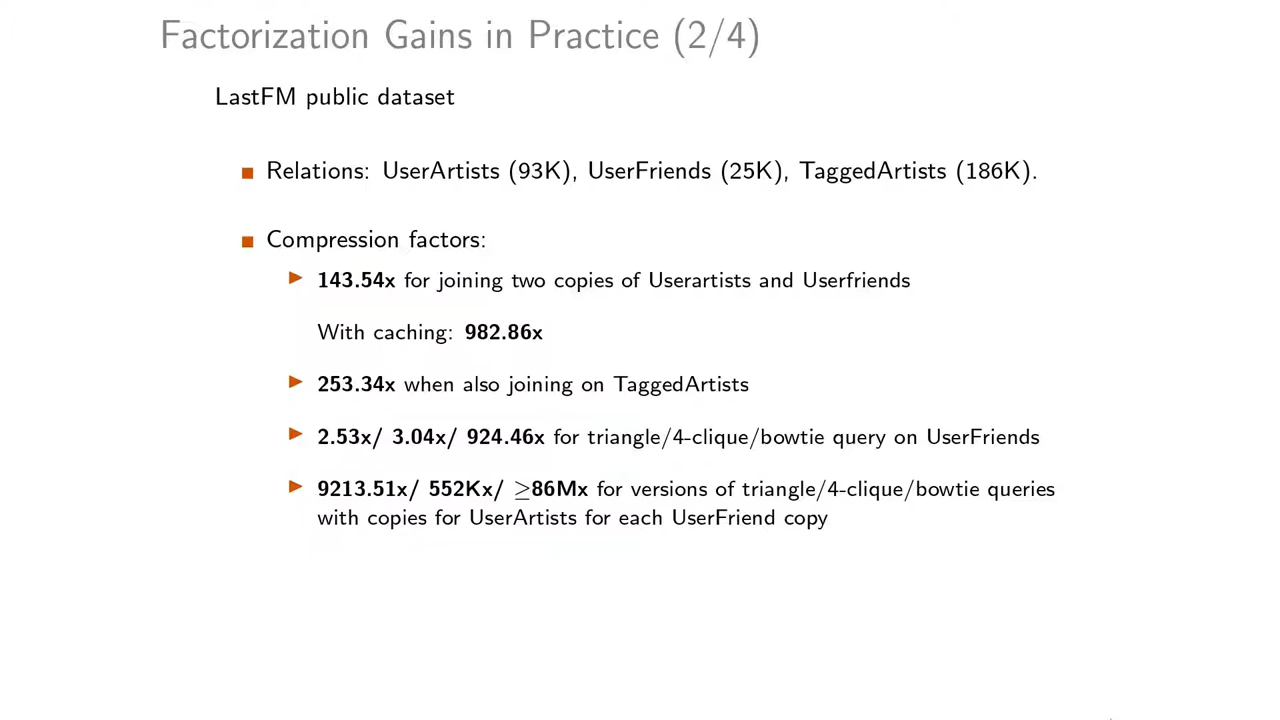 Factorization Gains in Practice (2/4)
LastFM public dataset
Relations: UserArtists (93K), UserFriends (25K), TaggedArtists (186K).
Compression factors:
143.54x for joining two copies of Userartists and Userfriends
With caching: 982.86x
253.34x when also joining on TaggedArtists
2.53x/ 3.04x/ 924.46x for triangle/4-clique/bowtie query on UserFriends
9213.51x/ 552Kx/ ≥86Mx for versions of triangle/4-clique/bowtie queries
with copies for UserArtists for each UserFriend copy